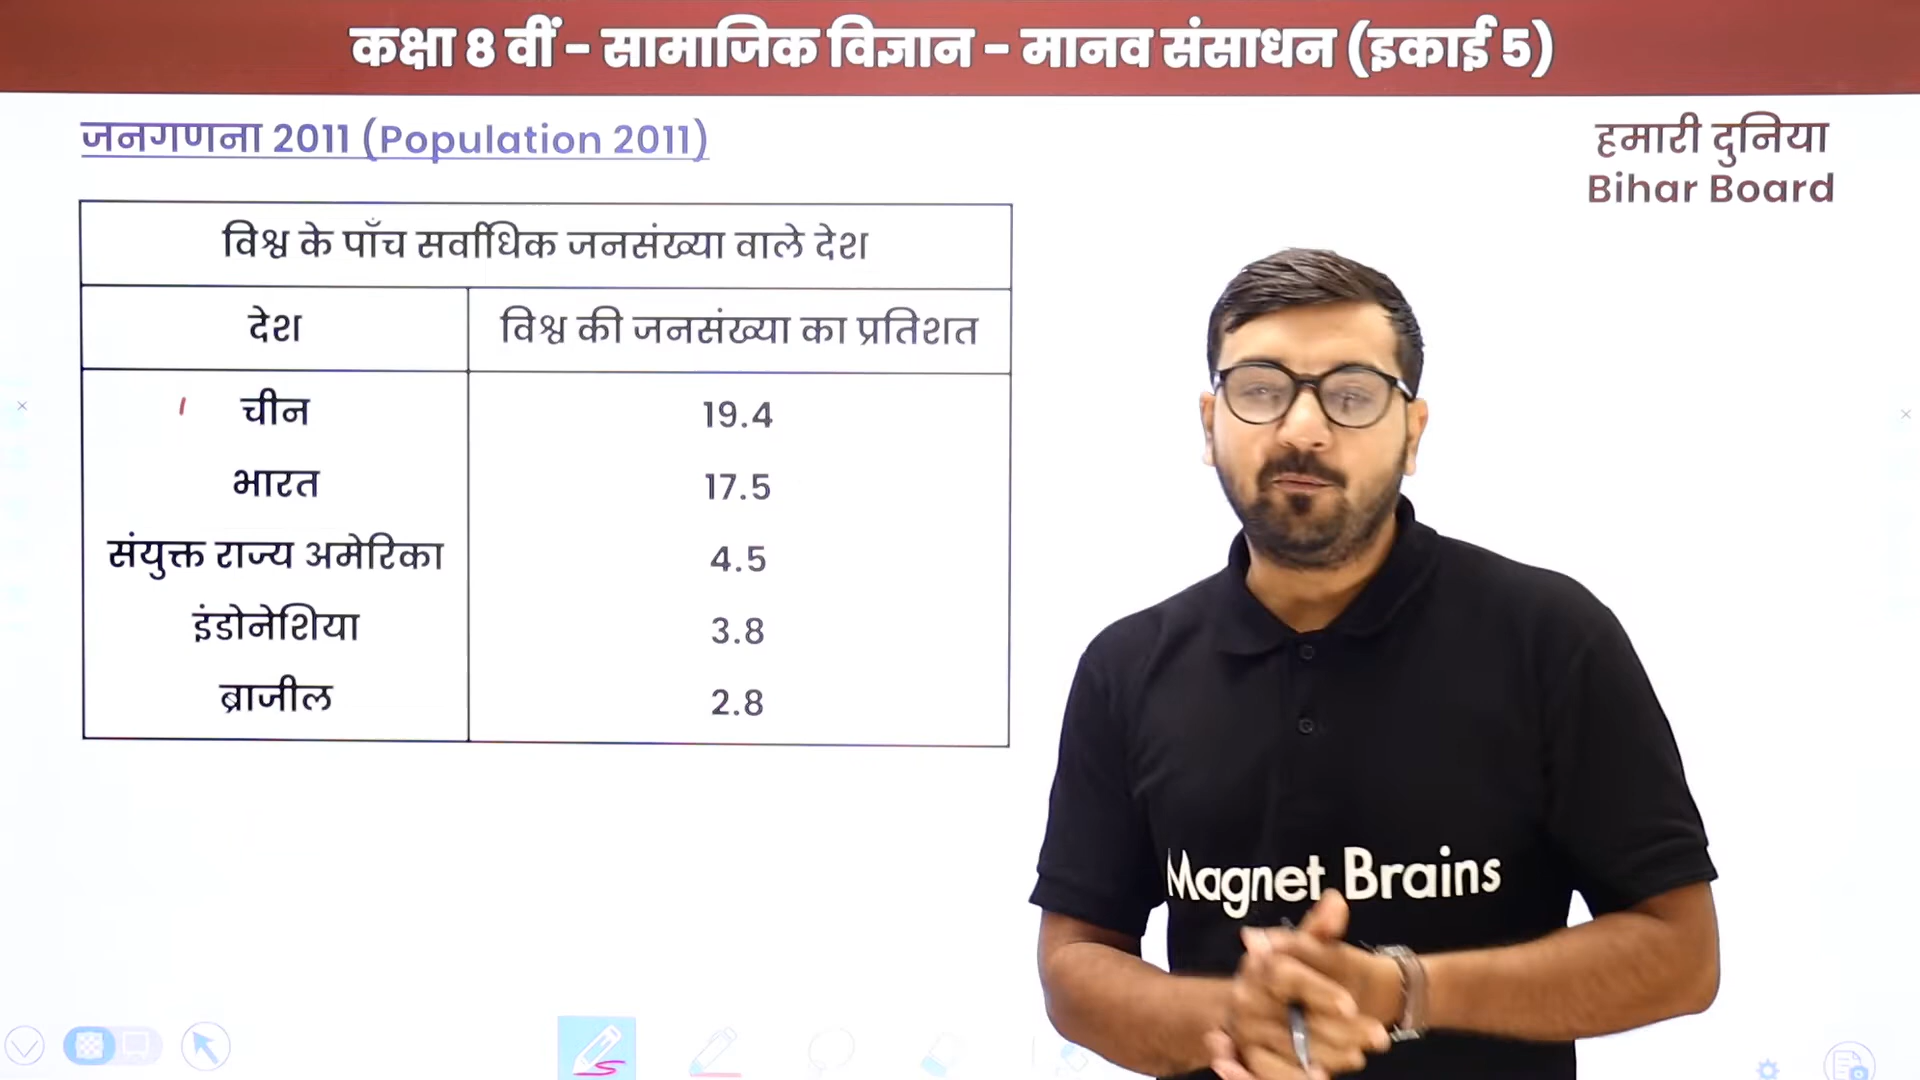 कक्षा 8 वीं - सामाजिक विज्ञान - मानव संसाधन (इकाई 5)
जनगणना 2011 (Population 2011)
हमारी दुनिया
Bihar Board
विश्व के पाँच सर्वाधिक जनसंख्या वाले देश
देश विश्व की जनसंख्या का प्रतिशत
चीन 19.4
भारत 17.5
संयुक्त राज्य अमेरिका 4.5
इंडोनेशिया 3.8
ब्राजील 2.8
Magnet Brains